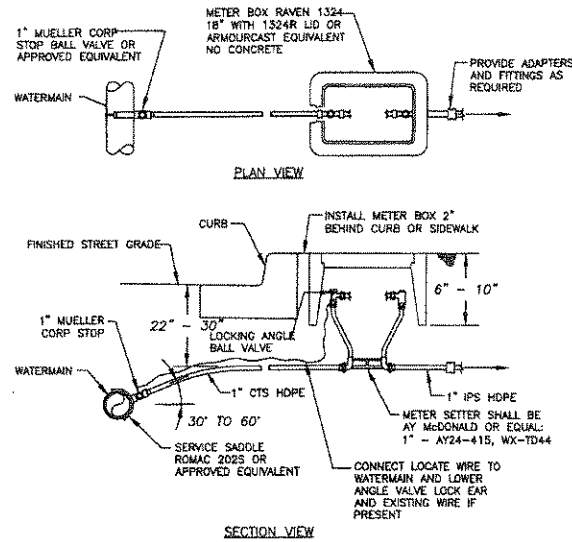 METER BOX RAVEN 1324
18" WITH 1324R LID OR
ARMOURCAST EQUIVALENT
NO CONCRETE
1" MUELLER CORP
STOP BALL VALVE OR
APPROVED EQUIVALENT
PROVIDE ADAPTERS
AND FITTINGS AS
REQUIRED
WATERMAIN
PLAN VIEW
CURB
INSTALL METER BOX 2"
BEHIND CURB OR SIDEWALK
FINISHED STREET GRADE
6" - 10"
22" - 30"
LOCKING ANGLE
BALL VALVE
1" MUELLER
CORP STOP
WATERMAIN
1" CTS HDPE
1" IPS HDPE
30° TO 60°
METER SETTER SHALL BE
AY McDONALD OR EQUAL:
1" - AY24-415, WX-TD44
SERVICE SADDLE
ROMAC 202S OR
APPROVED EQUIVALENT
CONNECT LOCATE WIRE TO
WATERMAIN AND LOWER
ANGLE VALVE LOCK EAR
AND EXISTING WIRE IF
PRESENT
SECTION VIEW